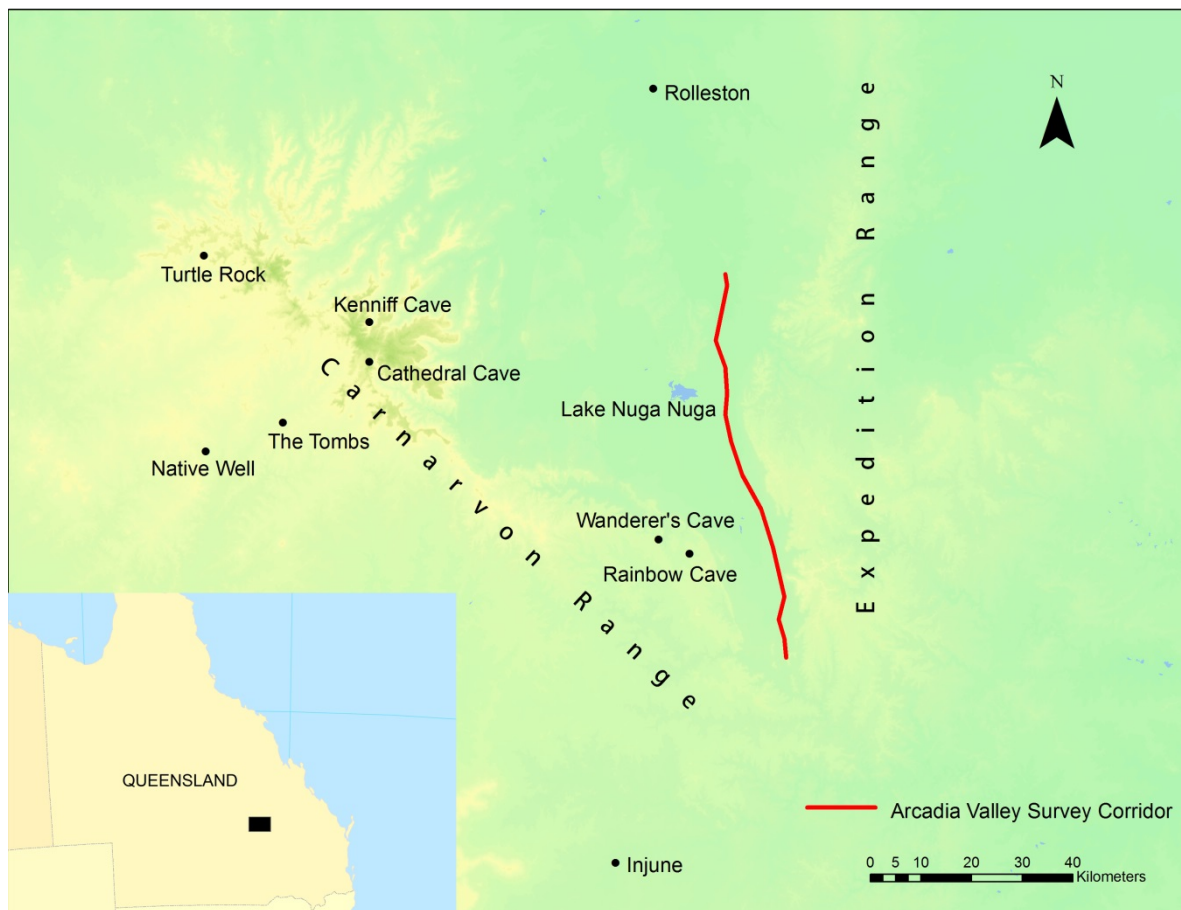 Rolleston
N
Expedition Range
Turtle Rock
Kenniff Cave
Cathedral Cave
Carnarvon Range
Lake Nuga Nuga
The Tombs
Native Well
Wanderer's Cave
Rainbow Cave
QUEENSLAND
Arcadia Valley Survey Corridor
Injune
0 5 10 20 30 40
Kilometers